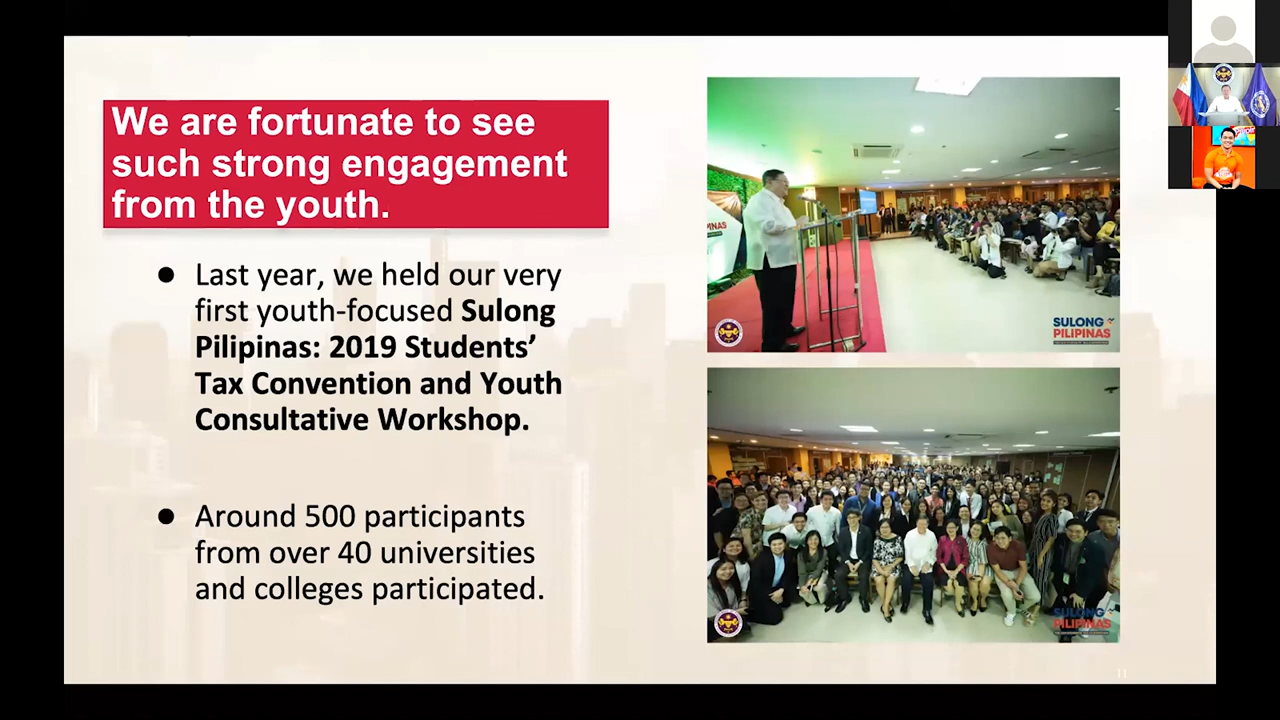 We are fortunate to see
such strong engagement
from the youth.
● Last year, we held our very
first youth-focused Sulong
Pilipinas: 2019 Students’
Tax Convention and Youth
Consultative Workshop.
● Around 500 participants
from over 40 universities
and colleges participated.
PINAS
SULONG
PILIPINAS
SULONG
PILIPINAS
11